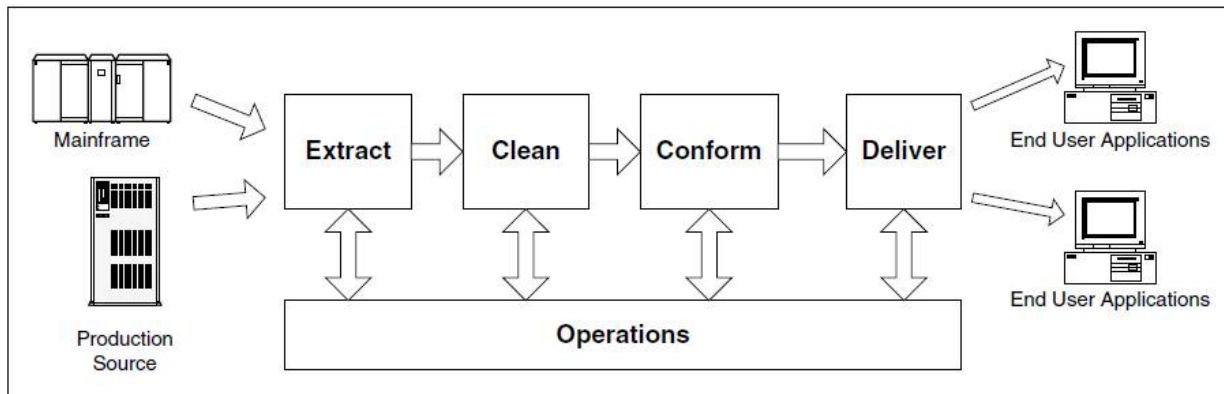 Mainframe
Production
Source
Extract
Clean
Conform
Deliver
Operations
End User Applications
End User Applications